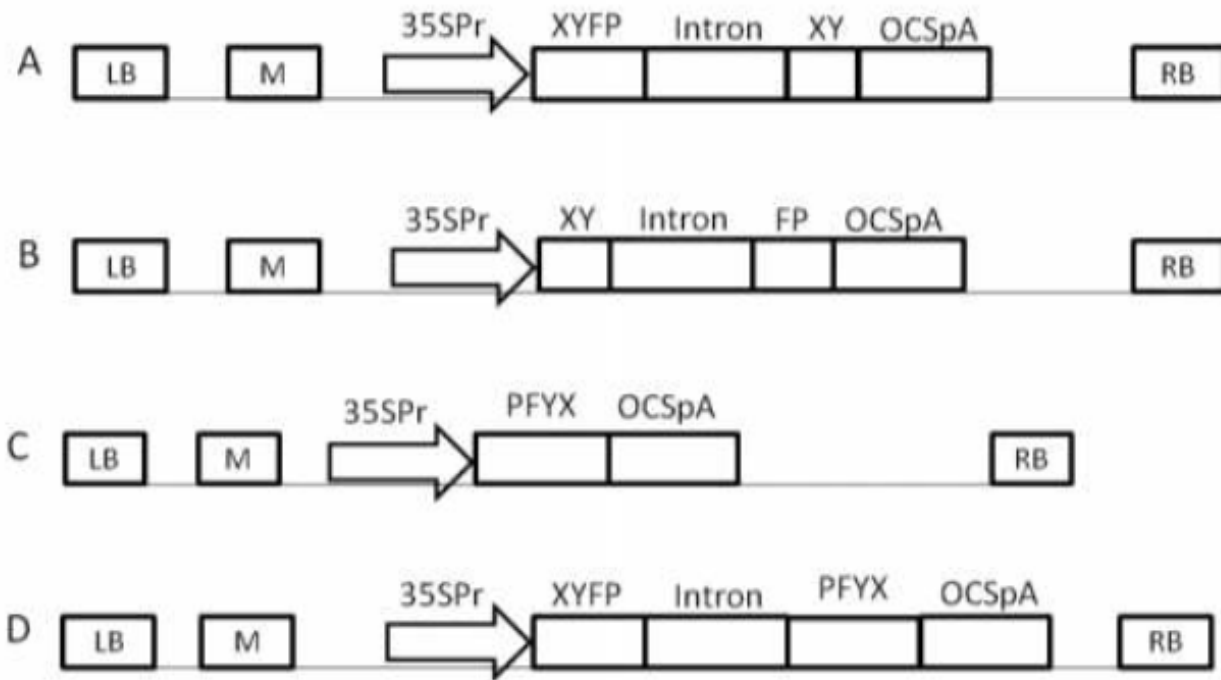 35SPr XYFP Intron XY OCSpA
A LB M RB
35SPr XY Intron FP OCSpA
B LB M RB
35SPr PFYX OCSpA
C LB M RB
35SPr XYFP Intron PFYX OCSpA
D LB M RB